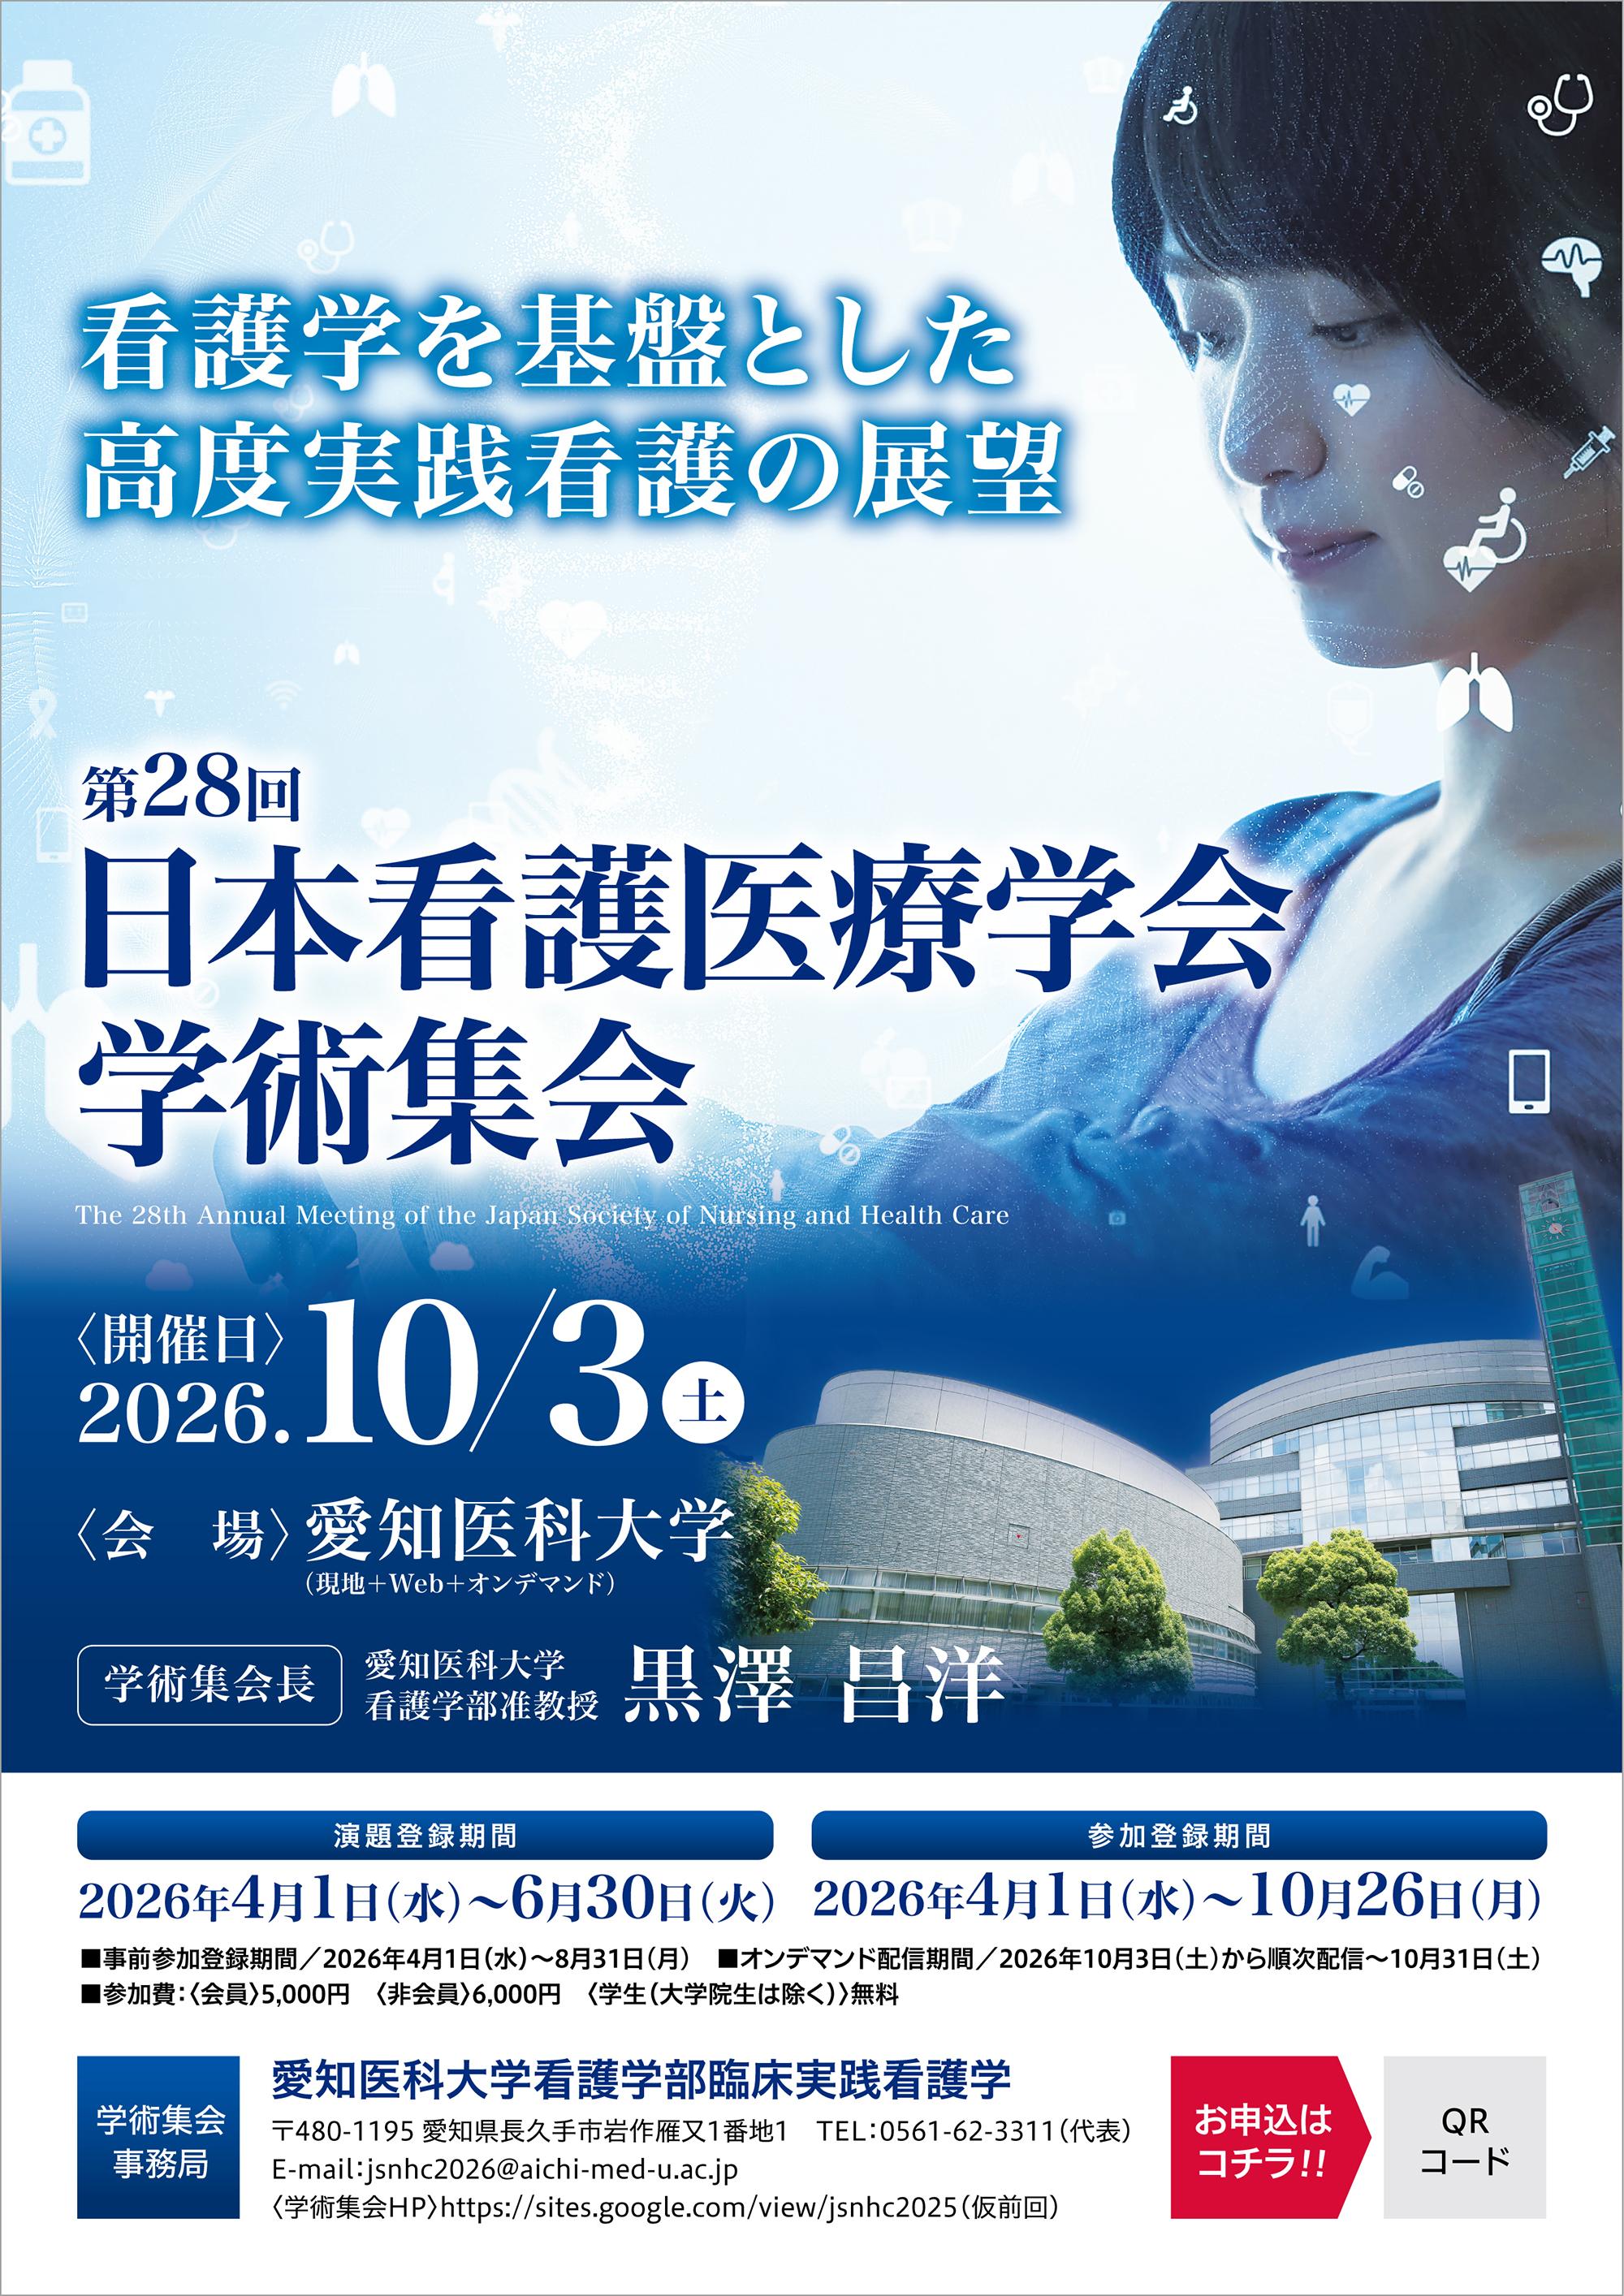 看護学を基盤とした
高度実践看護の展望
第28回
日本看護医療学会
学術集会
The 28th Annual Meeting of the Japan Society of Nursing and Health Care
〈開催日〉
2026.10/3土
〈会　場〉愛知医科大学
（現地＋Web＋オンデマンド）
学術集会長
愛知医科大学
看護学部准教授
黒澤 昌洋
演題登録期間
2026年4月1日（水）～6月30日（火）
参加登録期間
2026年4月1日（水）～10月26日（月）
■事前参加登録期間／2026年4月1日（水）～8月31日（月）　■オンデマンド配信期間／2026年10月3日（土）から順次配信～10月31日（土）
■参加費：〈会員〉5,000円　〈非会員〉6,000円　〈学生（大学院生は除く）〉無料
学術集会
事務局
愛知医科大学看護学部臨床実践看護学
〒480-1195 愛知県長久手市岩作雁又1番地1　TEL：0561-62-3311（代表）
E-mail：jsnhc2026@aichi-med-u.ac.jp
〈学術集会HP〉https://sites.google.com/view/jsnhc2025（仮前回）
お申込は
コチラ!!
QR
コード